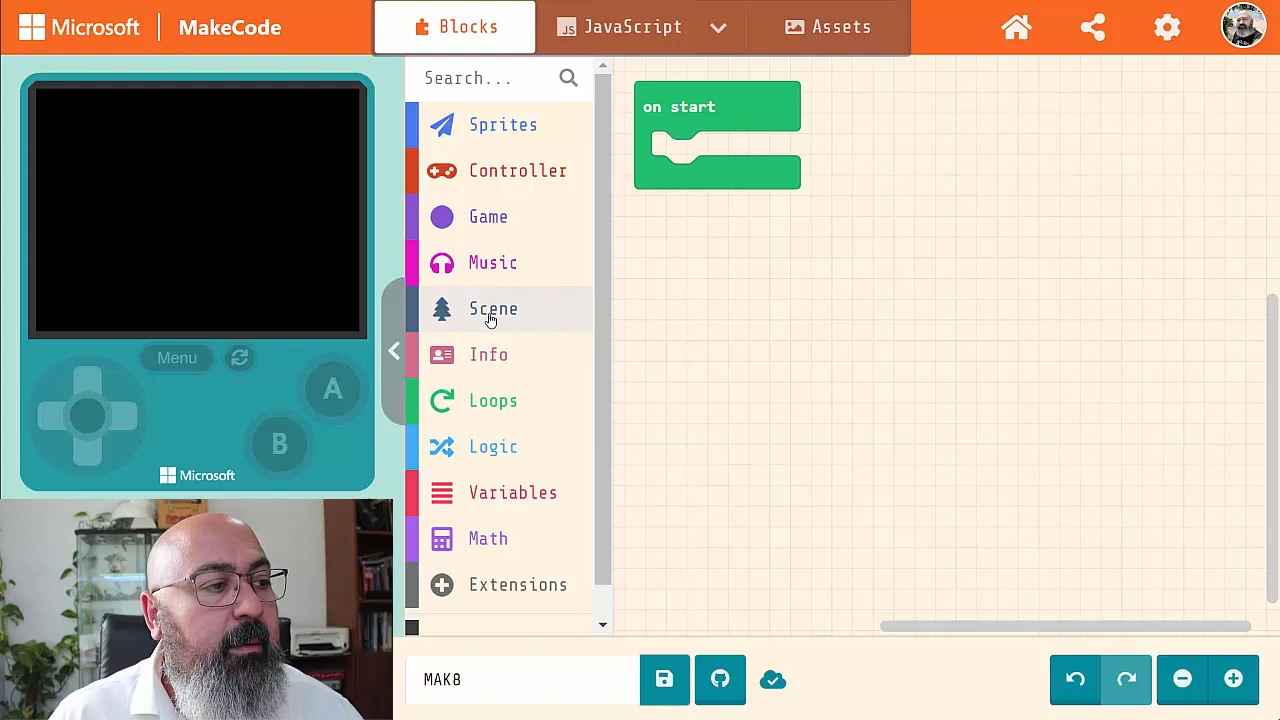 Microsoft | MakeCode
Blocks
JavaScript
Assets
Search...
Sprites
Controller
Game
Music
Scene
Info
Loops
Logic
Variables
Math
Extensions
on start
Menu
A
B
Microsoft
MAK8